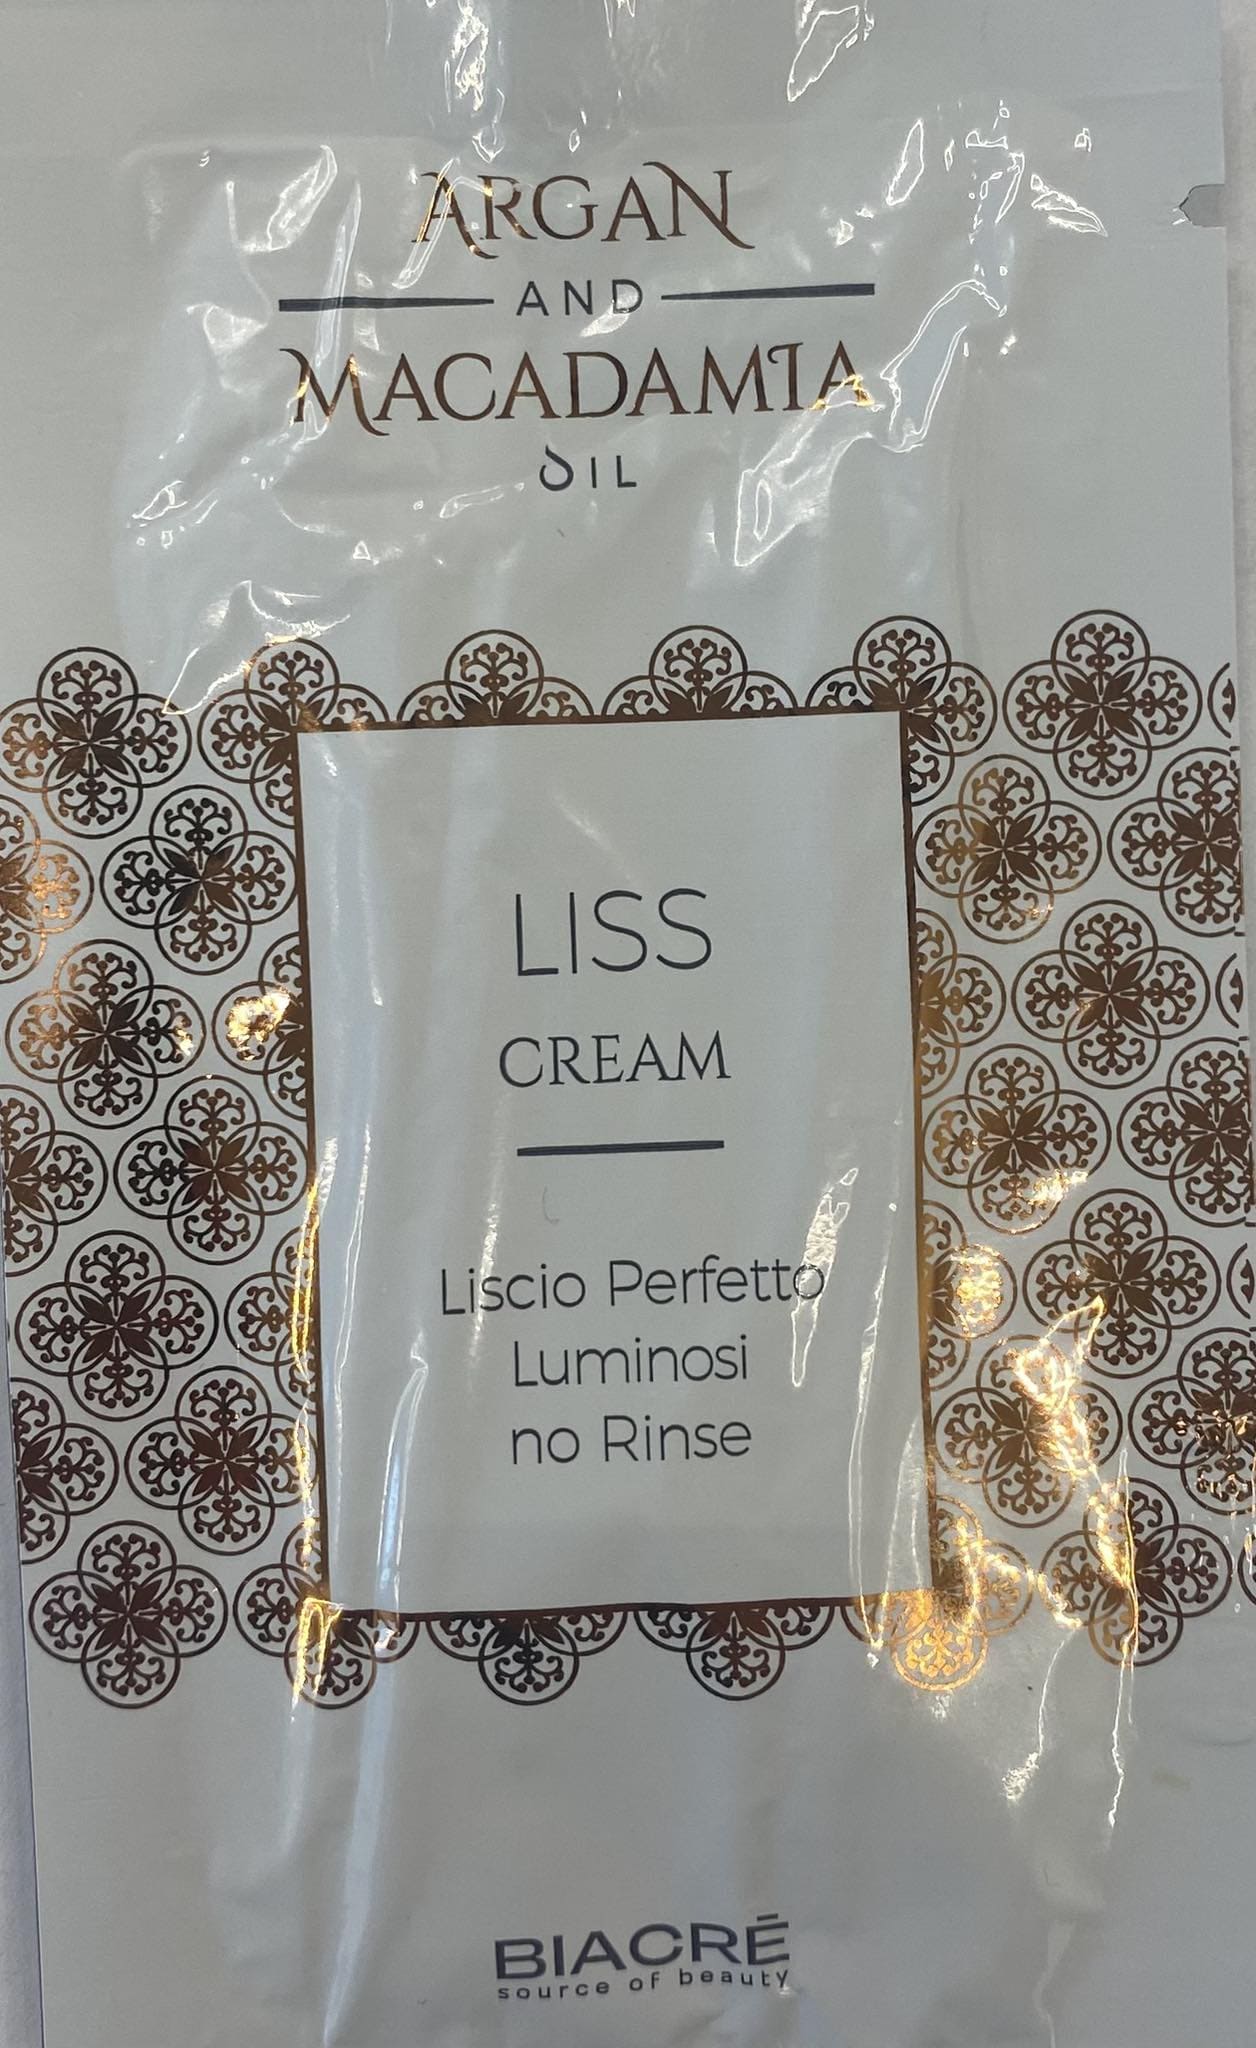 ARGAN
AND
MACADAMIA
OIL
LISS
CREAM
Liscio Perfetto
Luminosi
no Rinse
BIACRÉ
source of beauty